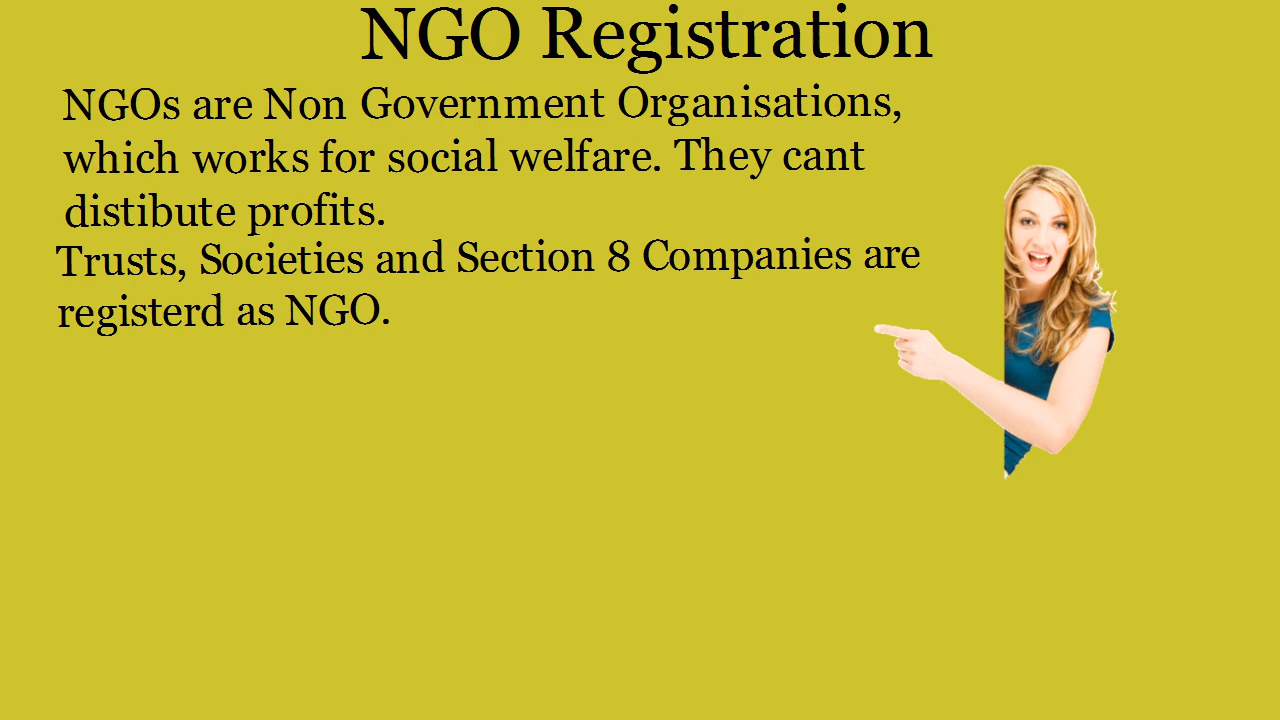 NGO Registration
NGOs are Non Government Organisations,
which works for social welfare. They cant
distibute profits.
Trusts, Societies and Section 8 Companies are
registerd as NGO.